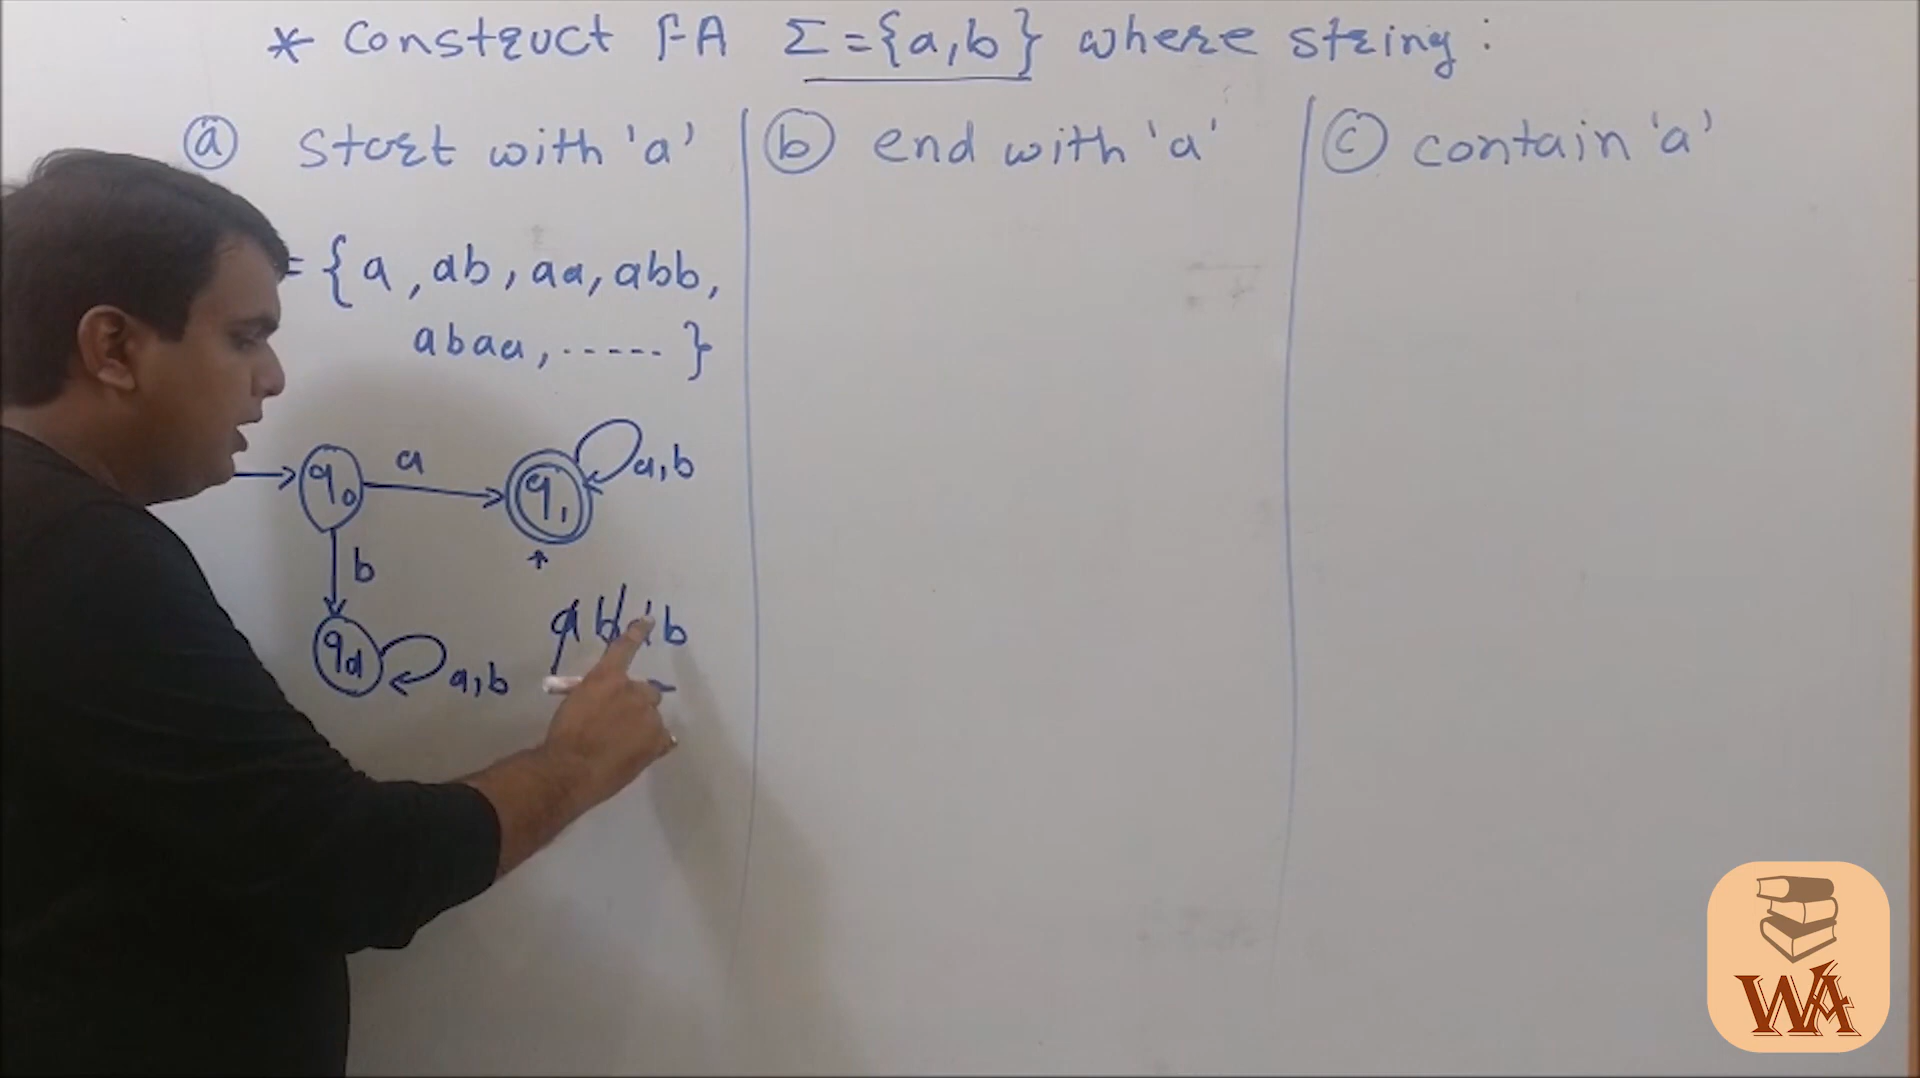 * Construct FA Σ={a,b} where string:
ⓐ start with 'a'
ⓑ end with 'a'
ⓒ contain 'a'
= {a, ab, aa, abb,
abaa, ----- }
q0 a q1 a,b
b
qd a,b
a b a b
WA